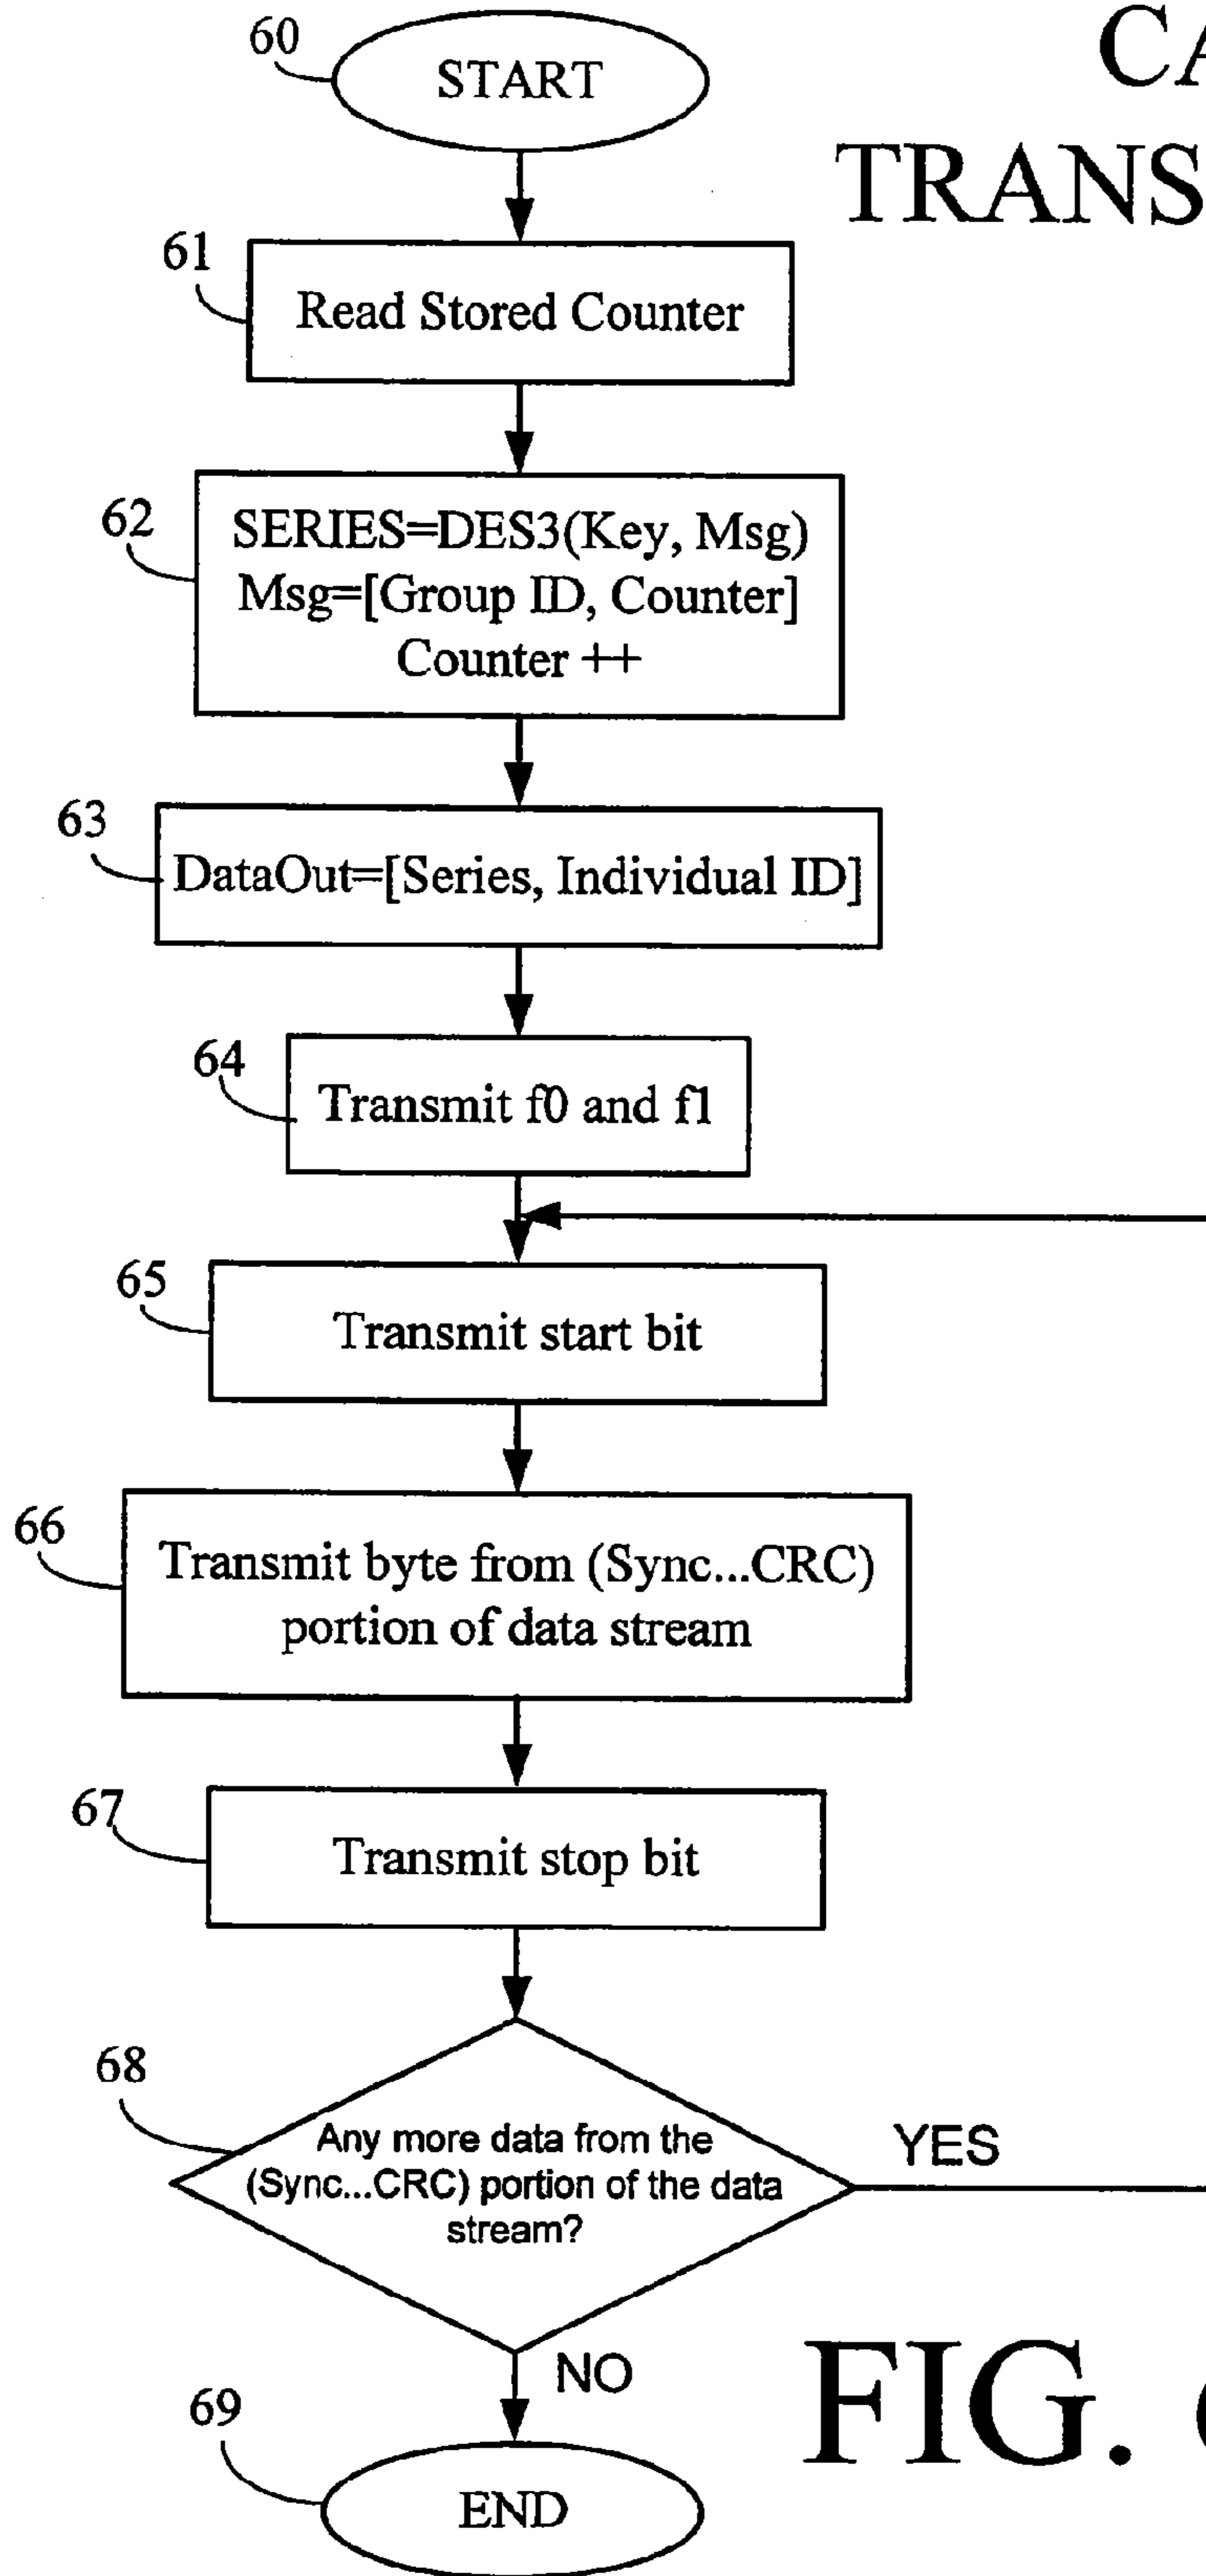 60
START
61
Read Stored Counter
62
SERIES=DES3(Key, Msg)
Msg=[Group ID, Counter]
Counter ++
63
DataOut=[Series, Individual ID]
64
Transmit f0 and f1
65
Transmit start bit
66
Transmit byte from (Sync...CRC)
portion of data stream
67
Transmit stop bit
68
Any more data from the
(Sync...CRC) portion of the data
stream?
YES
NO
69
END
FIG.